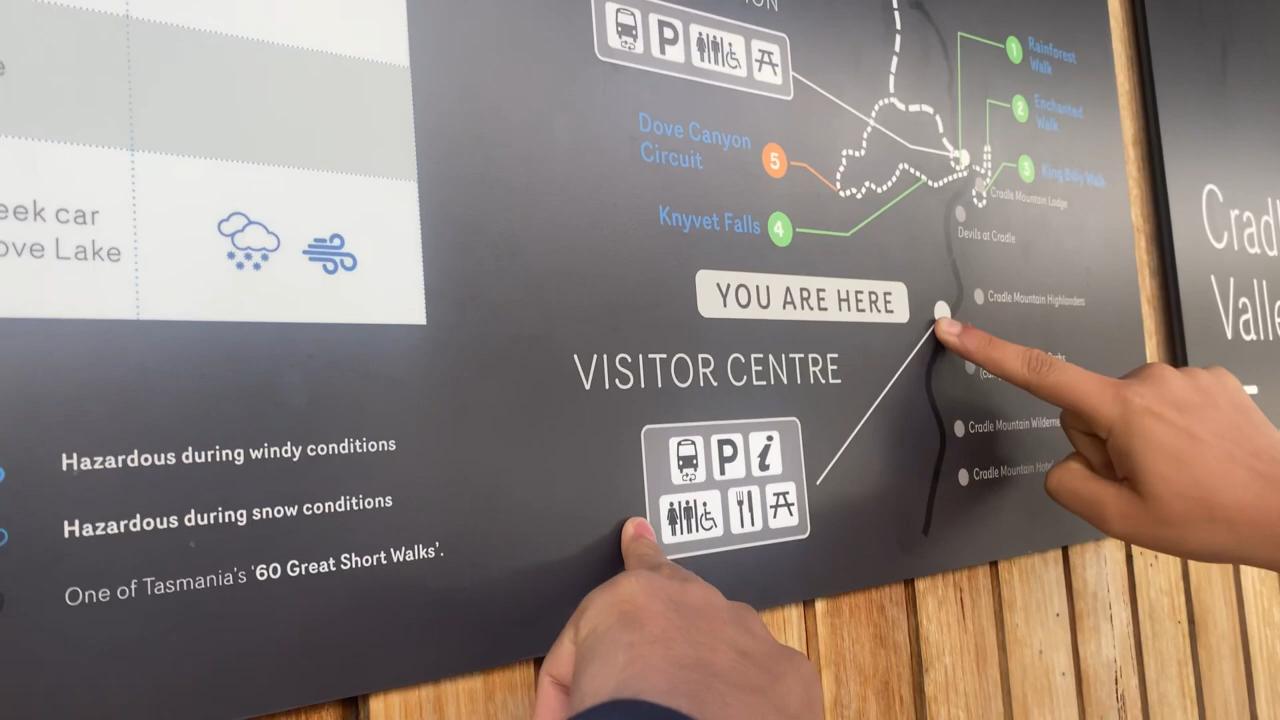 ON
P
1
Rainforest
Walk
2
Enchanted
Walk
3
King Billy Walk
Dove Canyon
Circuit
5
Knyvet Falls
4
Cradle Mountain Lodge
Devils at Cradle
Cradle Mountain Highlanders
YOU ARE HERE
VISITOR CENTRE
P i
Cradle Mountain Wilderne
Cradle Mountain Hote
e
eek car
ove Lake
Hazardous during windy conditions
Hazardous during snow conditions
One of Tasmania's '60 Great Short Walks'.
Crad
Valle